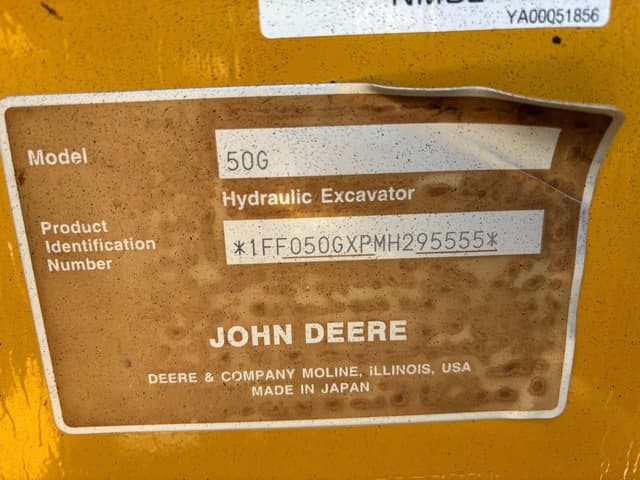 YA00051856
Model
50G
Hydraulic Excavator
Product
Identification
Number
*1FF050GXPMH295555*
JOHN DEERE
DEERE & COMPANY MOLINE, ILLINOIS, USA
MADE IN JAPAN